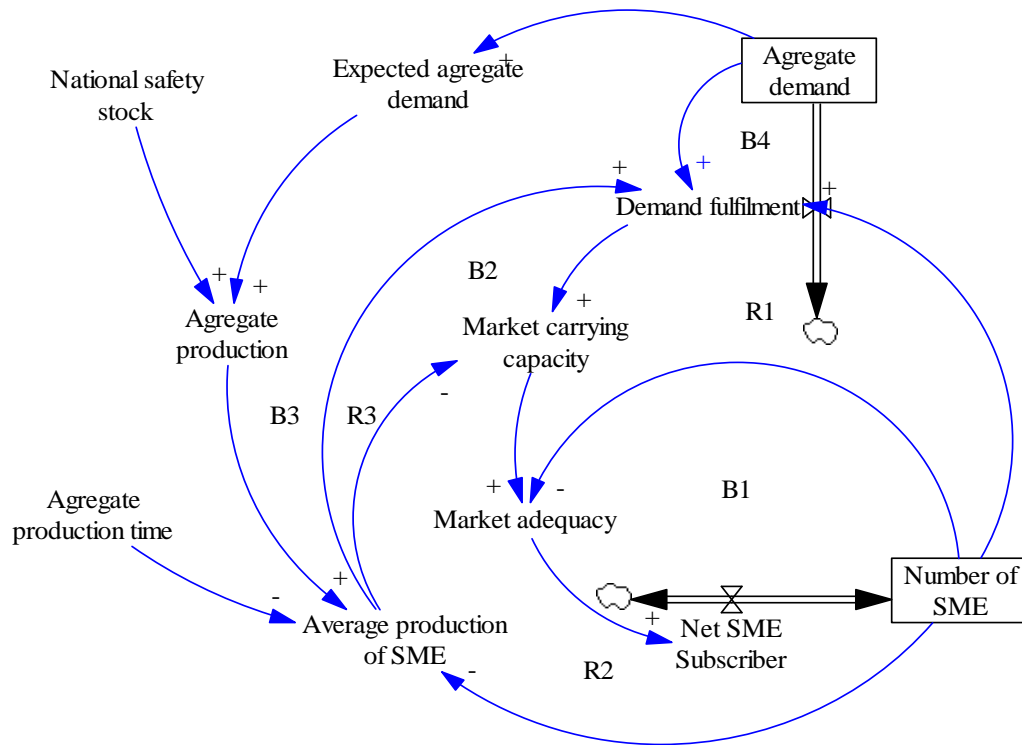 National safety
stock
Expected agregate
demand
+
Agregate
demand
B4
+
+
+
Demand fulfilment
B2
+
+
+
Agregate
production
Market carrying
capacity
R1
-
B3
R3
Agregate
production time
+
-
Market adequacy
B1
-
+
Average production
of SME
-
R2
+
Net SME
Subscriber
Number of
SME